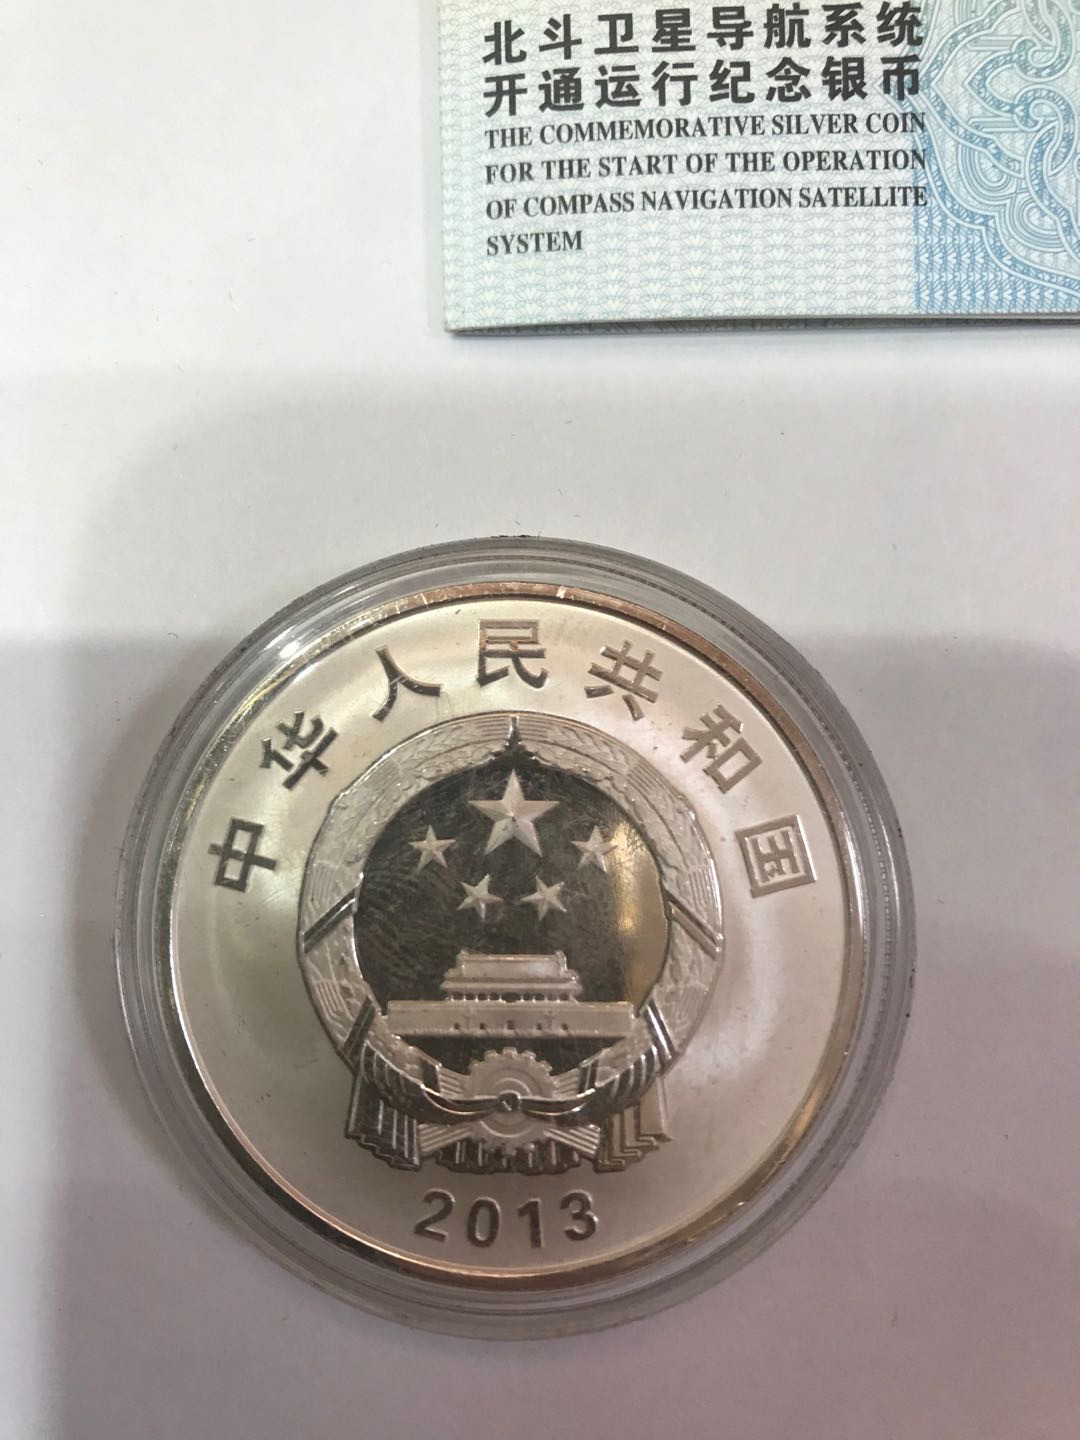 北斗卫星导航系统
开通运行纪念银币
THE COMMEMORATIVE SILVER COIN
FOR THE START OF THE OPERATION
OF COMPASS NAVIGATION SATELLITE
SYSTEM
中华人民共和国
2013